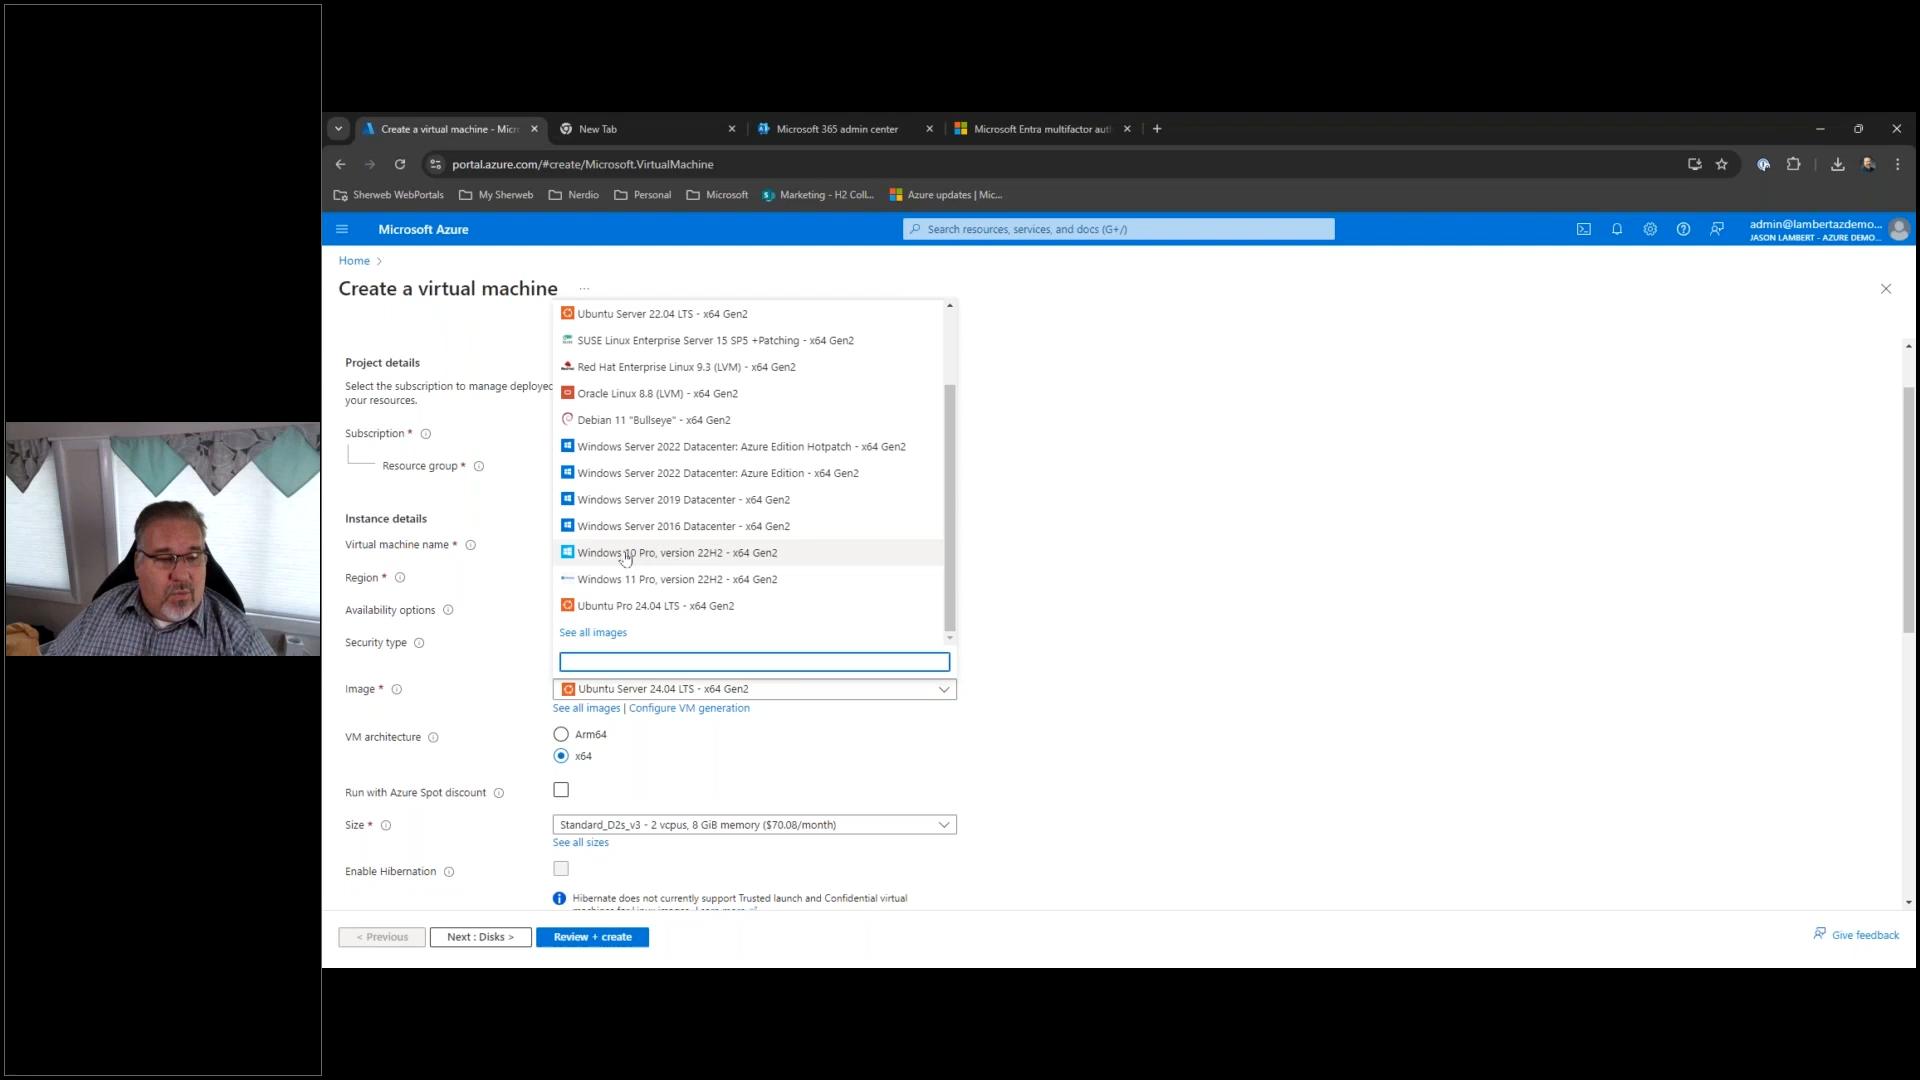 Create a virtual machine - Micro
New Tab
Microsoft 365 admin center
Microsoft Entra multifactor aut
portal.azure.com/#create/Microsoft.VirtualMachine
Sherweb WebPortals
My Sherweb
Nerdio
Personal
Microsoft
Marketing - H2 Coll...
Azure updates | Mic...
Microsoft Azure
Search resources, services, and docs (G+/)
admin@lambertazdemo...
JASON LAMBERT - AZURE DEMO...
Home >
Create a virtual machine ...
Project details
Select the subscription to manage deployed
your resources.
Subscription *
Resource group *
Instance details
Virtual machine name *
Region *
Availability options
Security type
Ubuntu Server 22.04 LTS - x64 Gen2
SUSE Linux Enterprise Server 15 SP5 +Patching - x64 Gen2
Red Hat Enterprise Linux 9.3 (LVM) - x64 Gen2
Oracle Linux 8.8 (LVM) - x64 Gen2
Debian 11 "Bullseye" - x64 Gen2
Windows Server 2022 Datacenter: Azure Edition Hotpatch - x64 Gen2
Windows Server 2022 Datacenter: Azure Edition - x64 Gen2
Windows Server 2019 Datacenter - x64 Gen2
Windows Server 2016 Datacenter - x64 Gen2
Windows 10 Pro, version 22H2 - x64 Gen2
Windows 11 Pro, version 22H2 - x64 Gen2
Ubuntu Pro 24.04 LTS - x64 Gen2
See all images
Image *
Ubuntu Server 24.04 LTS - x64 Gen2
See all images | Configure VM generation
VM architecture
Arm64
x64
Run with Azure Spot discount
Size *
Standard_D2s_v3 - 2 vcpus, 8 GiB memory ($70.08/month)
See all sizes
Enable Hibernation
Hibernate does not currently support Trusted launch and Confidential virtual
< Previous
Next : Disks >
Review + create
Give feedback